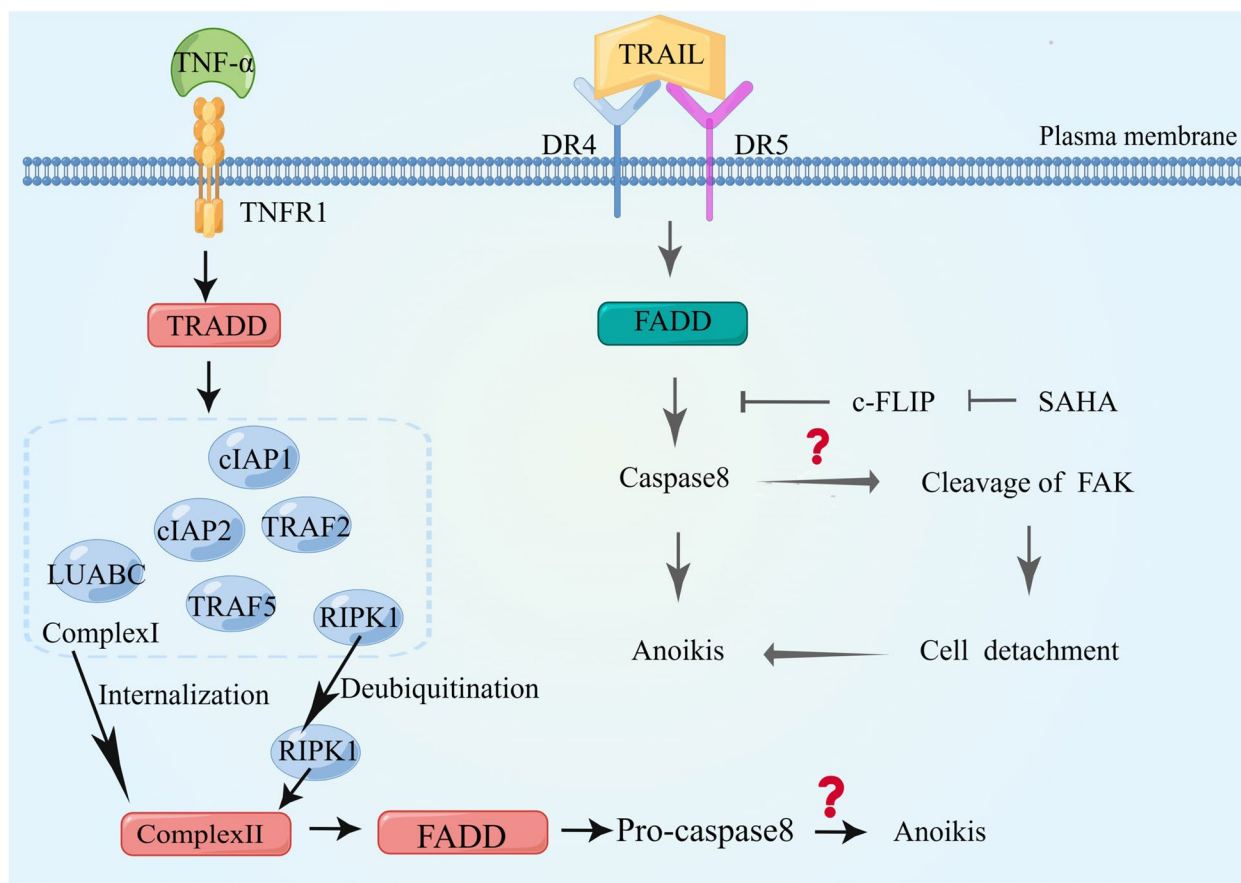 TNF-α
TRAIL
DR4
DR5
Plasma membrane
TNFR1
TRADD
FADD
c-FLIP
SAHA
cIAP1
?
Caspase8
Cleavage of FAK
cIAP2
TRAF2
LUABC
TRAF5
RIPK1
ComplexI
Anoikis
Cell detachment
Internalization
Deubiquitination
RIPK1
?
ComplexII
FADD
Pro-caspase8
Anoikis